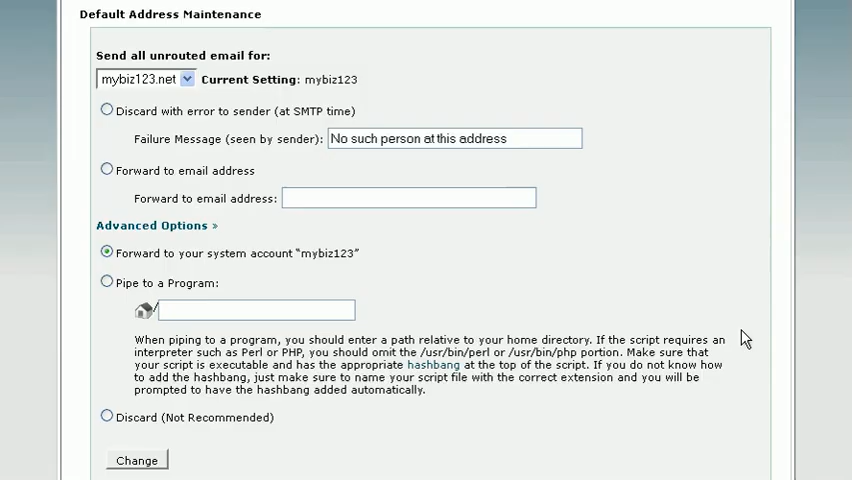 Default Address Maintenance
Send all unrouted email for:
mybiz123.net Current Setting: mybiz123
Discard with error to sender (at SMTP time)
Failure Message (seen by sender): No such person at this address
Forward to email address
Forward to email address:
Advanced Options »
Forward to your system account “mybiz123”
Pipe to a Program:
/
When piping to a program, you should enter a path relative to your home directory. If the script requires an
interpreter such as Perl or PHP, you should omit the /usr/bin/perl or /usr/bin/php portion. Make sure that
your script is executable and has the appropriate hashbang at the top of the script. If you do not know how
to add the hashbang, just make sure to name your script file with the correct extension and you will be
prompted to have the hashbang added automatically.
Discard (Not Recommended)
Change